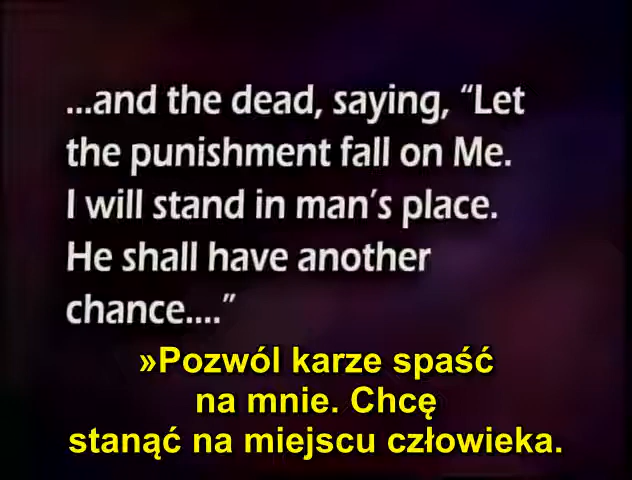 ...and the dead, saying, “Let
the punishment fall on Me.
I will stand in man’s place.
He shall have another
chance....”
»Pozwól karze spaść
na mnie. Chcę
stanąć na miejscu człowieka.